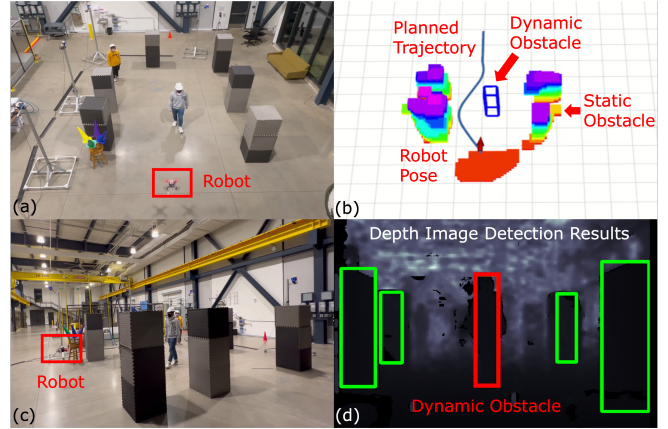 Robot
(a)
Planned
Trajectory
Dynamic
Obstacle
Static
Obstacle
Robot
Pose
(b)
Robot
(c)
Depth Image Detection Results
Dynamic Obstacle
(d)